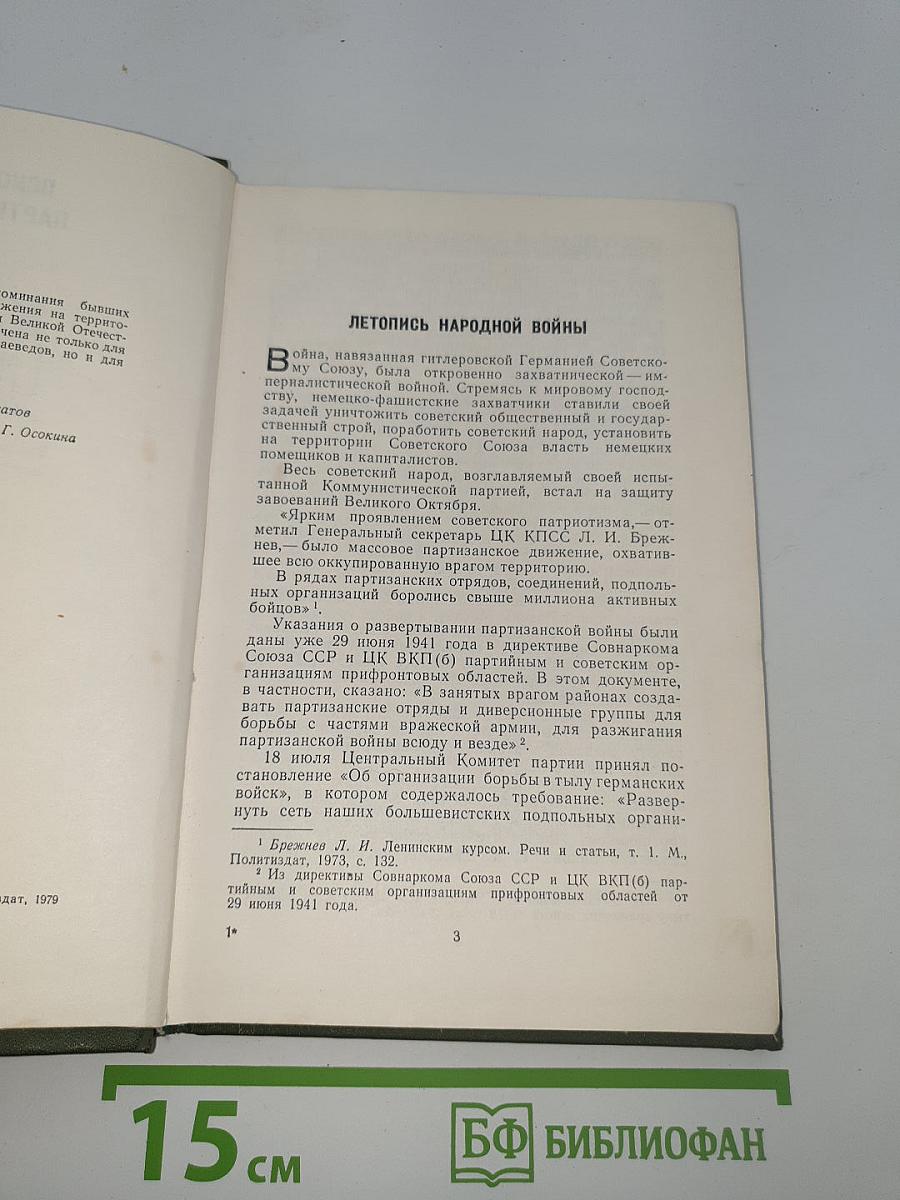 оминания бывших
жения на террито-
и Великой Отечест-
чена не только для
аеведов, но и для
атов
Г. Осокина
здат, 1979
ЛЕТОПИСЬ НАРОДНОЙ ВОЙНЫ
Война, навязанная гитлеровской Германией Советско-
му Союзу, была откровенно захватнической — им-
периалистической войной. Стремясь к мировому господ-
ству, немецко-фашистские захватчики ставили своей
задачей уничтожить советский общественный и государ-
ственный строй, поработить советский народ, установить
на территории Советского Союза власть немецких
помещиков и капиталистов.
Весь советский народ, возглавляемый своей испы-
танной Коммунистической партией, встал на защиту
завоеваний Великого Октября.
«Ярким проявлением советского патриотизма,— от-
метил Генеральный секретарь ЦК КПСС Л. И. Бреж-
нев,— было массовое партизанское движение, охватив-
шее всю оккупированную врагом территорию.
В рядах партизанских отрядов, соединений, подполь-
ных организаций боролись свыше миллиона активных
бойцов» ¹.
Указания о развертывании партизанской войны были
даны уже 29 июня 1941 года в директиве Совнаркома
Союза ССР и ЦК ВКП(б) партийным и советским ор-
ганизациям прифронтовых областей. В этом документе,
в частности, сказано: «В занятых врагом районах созда-
вать партизанские отряды и диверсионные группы для
борьбы с частями вражеской армии, для разжигания
партизанской войны всюду и везде» ².
18 июля Центральный Комитет партии принял по-
становление «Об организации борьбы в тылу германских
войск», в котором содержалось требование: «Развер-
нуть сеть наших большевистских подпольных органи-
¹ Брежнев Л. И. Ленинским курсом. Речи и статьи, т. 1. М.,
Политиздат, 1973, с. 132.
² Из директивы Совнаркома Союза ССР и ЦК ВКП(б) пар-
тийным и советским организациям прифронтовых областей от
29 июня 1941 года.
1*
3
15 см
БФ БИБЛИОФАН